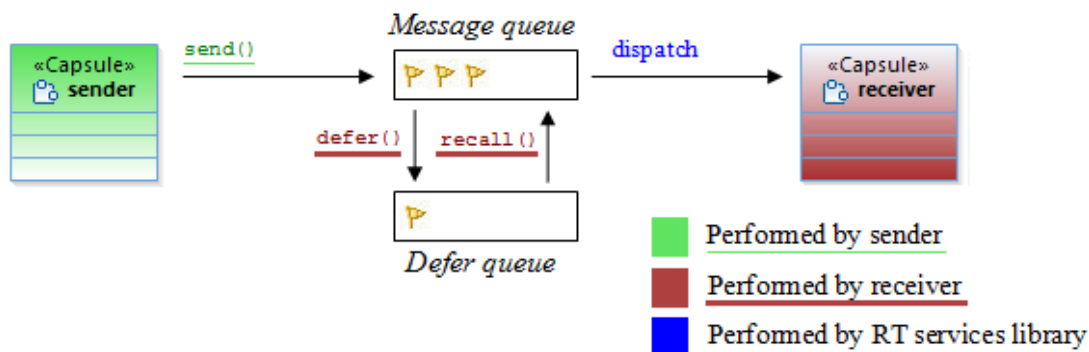 Message queue
«Capsule»
sender
send()
dispatch
«Capsule»
receiver
defer()
recall()
Defer queue
Performed by sender
Performed by receiver
Performed by RT services library